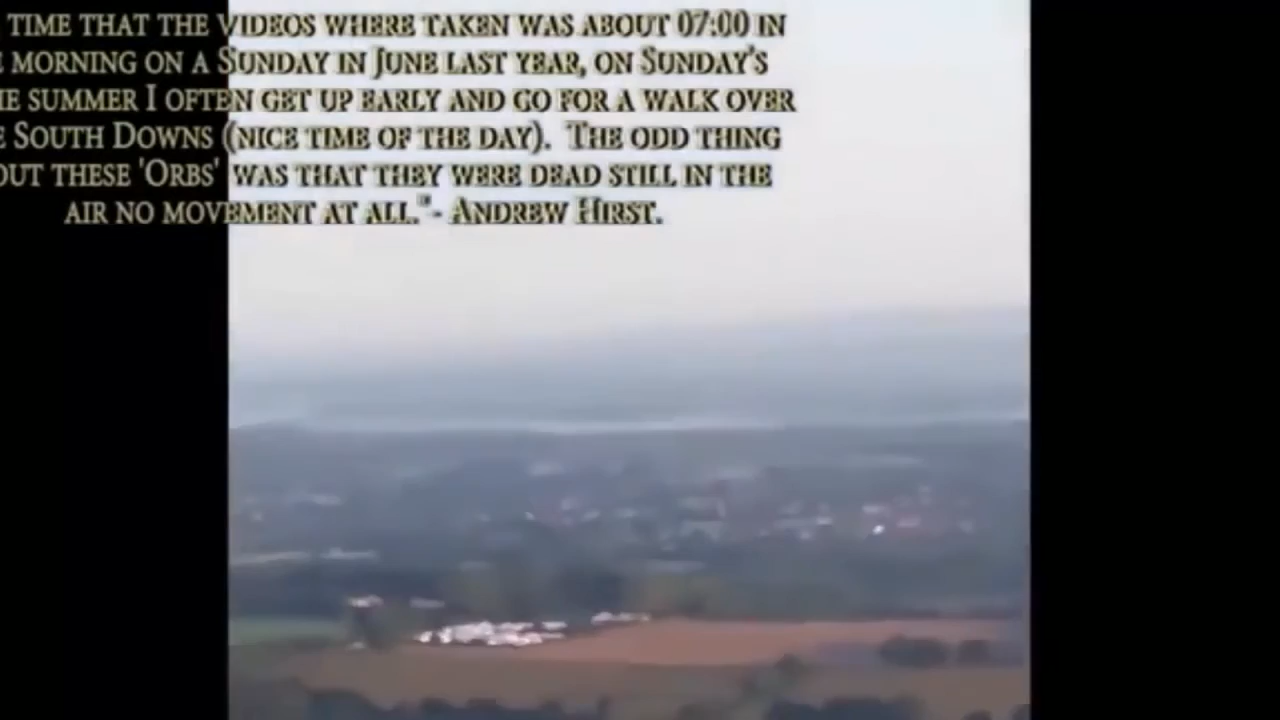 TIME THAT THE VIDEOS WHERE TAKEN WAS ABOUT 07:00 IN
MORNING ON A SUNDAY IN JUNE LAST YEAR, ON SUNDAY'S
SUMMER I OFTEN GET UP EARLY AND GO FOR A WALK OVER
SOUTH DOWNS (NICE TIME OF THE DAY). THE ODD THING
THESE 'ORBS' WAS THAT THEY WERE DEAD STILL IN THE
AIR NO MOVEMENT AT ALL."- ANDREW HIRST.